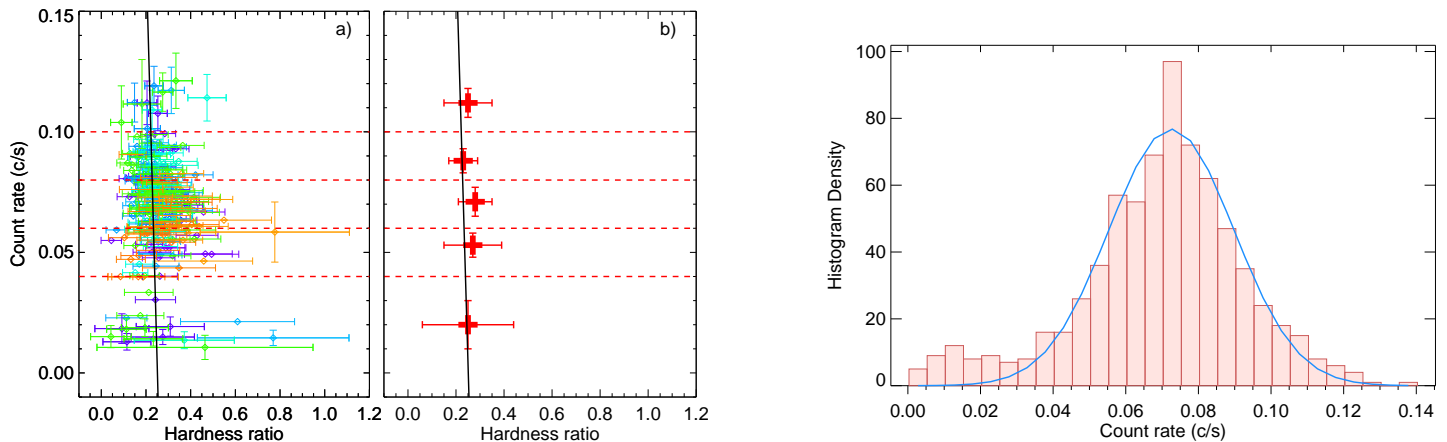 a)
b)
0.15
0.10
0.05
0.00
Count rate (c/s)
0.0 0.2 0.4 0.6 0.8 1.0 1.2
Hardness ratio
0.0 0.2 0.4 0.6 0.8 1.0 1.2
Hardness ratio
100
80
60
40
20
0
Histogram Density
0.00 0.02 0.04 0.06 0.08 0.10 0.12 0.14
Count rate (c/s)